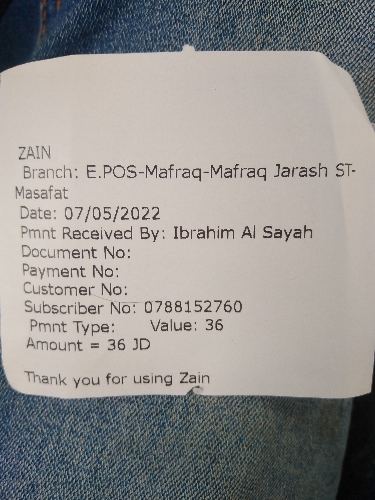 ZAIN
Branch: E.POS-Mafraq-Mafraq Jarash ST-
Masafat
Date: 07/05/2022
Pmnt Received By: Ibrahim Al Sayah
Document No:
Payment No:
Customer No:
Subscriber No: 0788152760
Pmnt Type: Value: 36
Amount = 36 JD
Thank you for using Zain